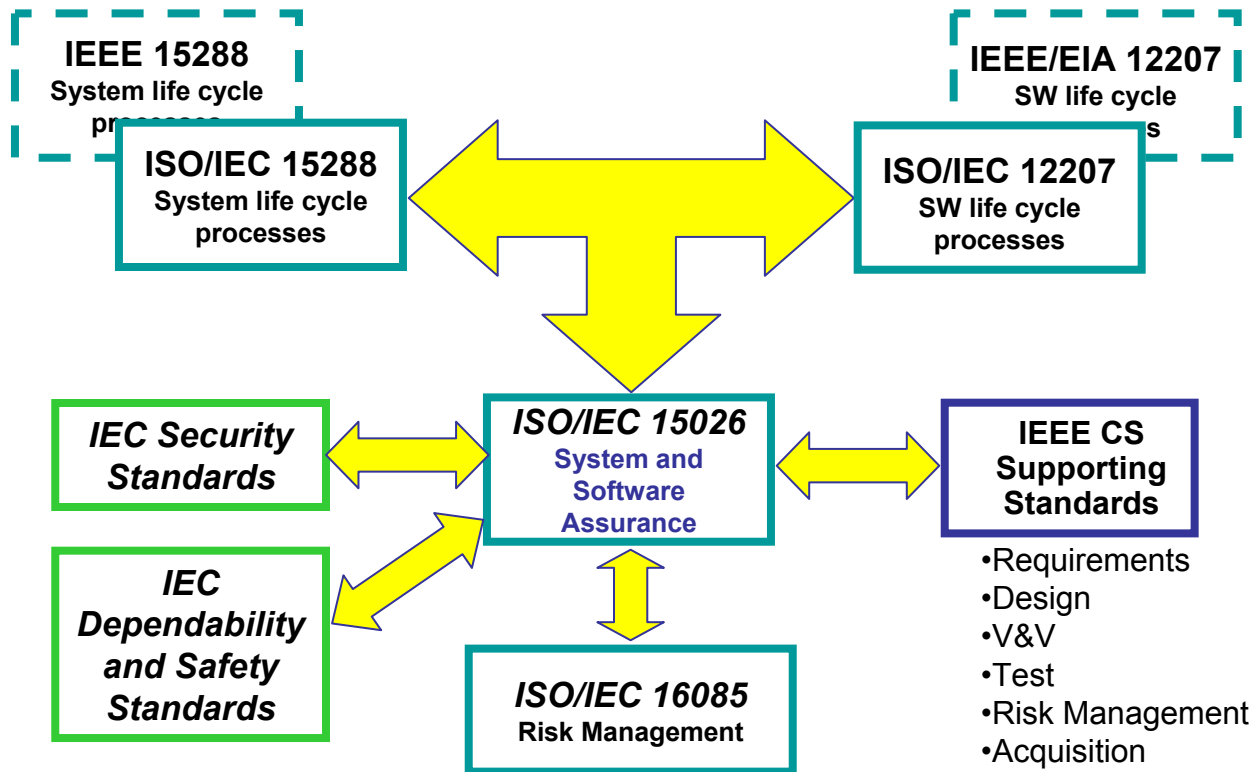 IEEE 15288
System life cycle
processes
ISO/IEC 15288
System life cycle
processes
IEEE/EIA 12207
SW life cycle
s
ISO/IEC 12207
SW life cycle
processes
IEC Security
Standards
ISO/IEC 15026
System and
Software
Assurance
IEEE CS
Supporting
Standards
•Requirements
•Design
•V&V
•Test
•Risk Management
•Acquisition
IEC
Dependability
and Safety
Standards
ISO/IEC 16085
Risk Management